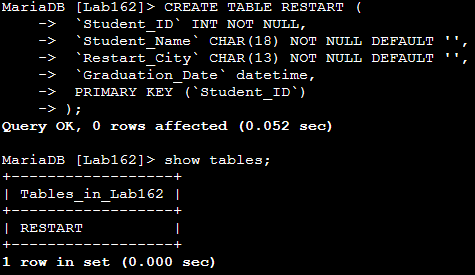 MariaDB [Lab162]> CREATE TABLE RESTART (
    ->  `Student_ID` INT NOT NULL,
    ->  `Student_Name` CHAR(18) NOT NULL DEFAULT '',
    ->  `Restart_City` CHAR(13) NOT NULL DEFAULT '',
    ->  `Graduation_Date` datetime,
    ->  PRIMARY KEY (`Student_ID`)
    -> );
Query OK, 0 rows affected (0.052 sec)

MariaDB [Lab162]> show tables;
+------------------+
| Tables_in_Lab162 |
+------------------+
| RESTART          |
+------------------+
1 row in set (0.000 sec)